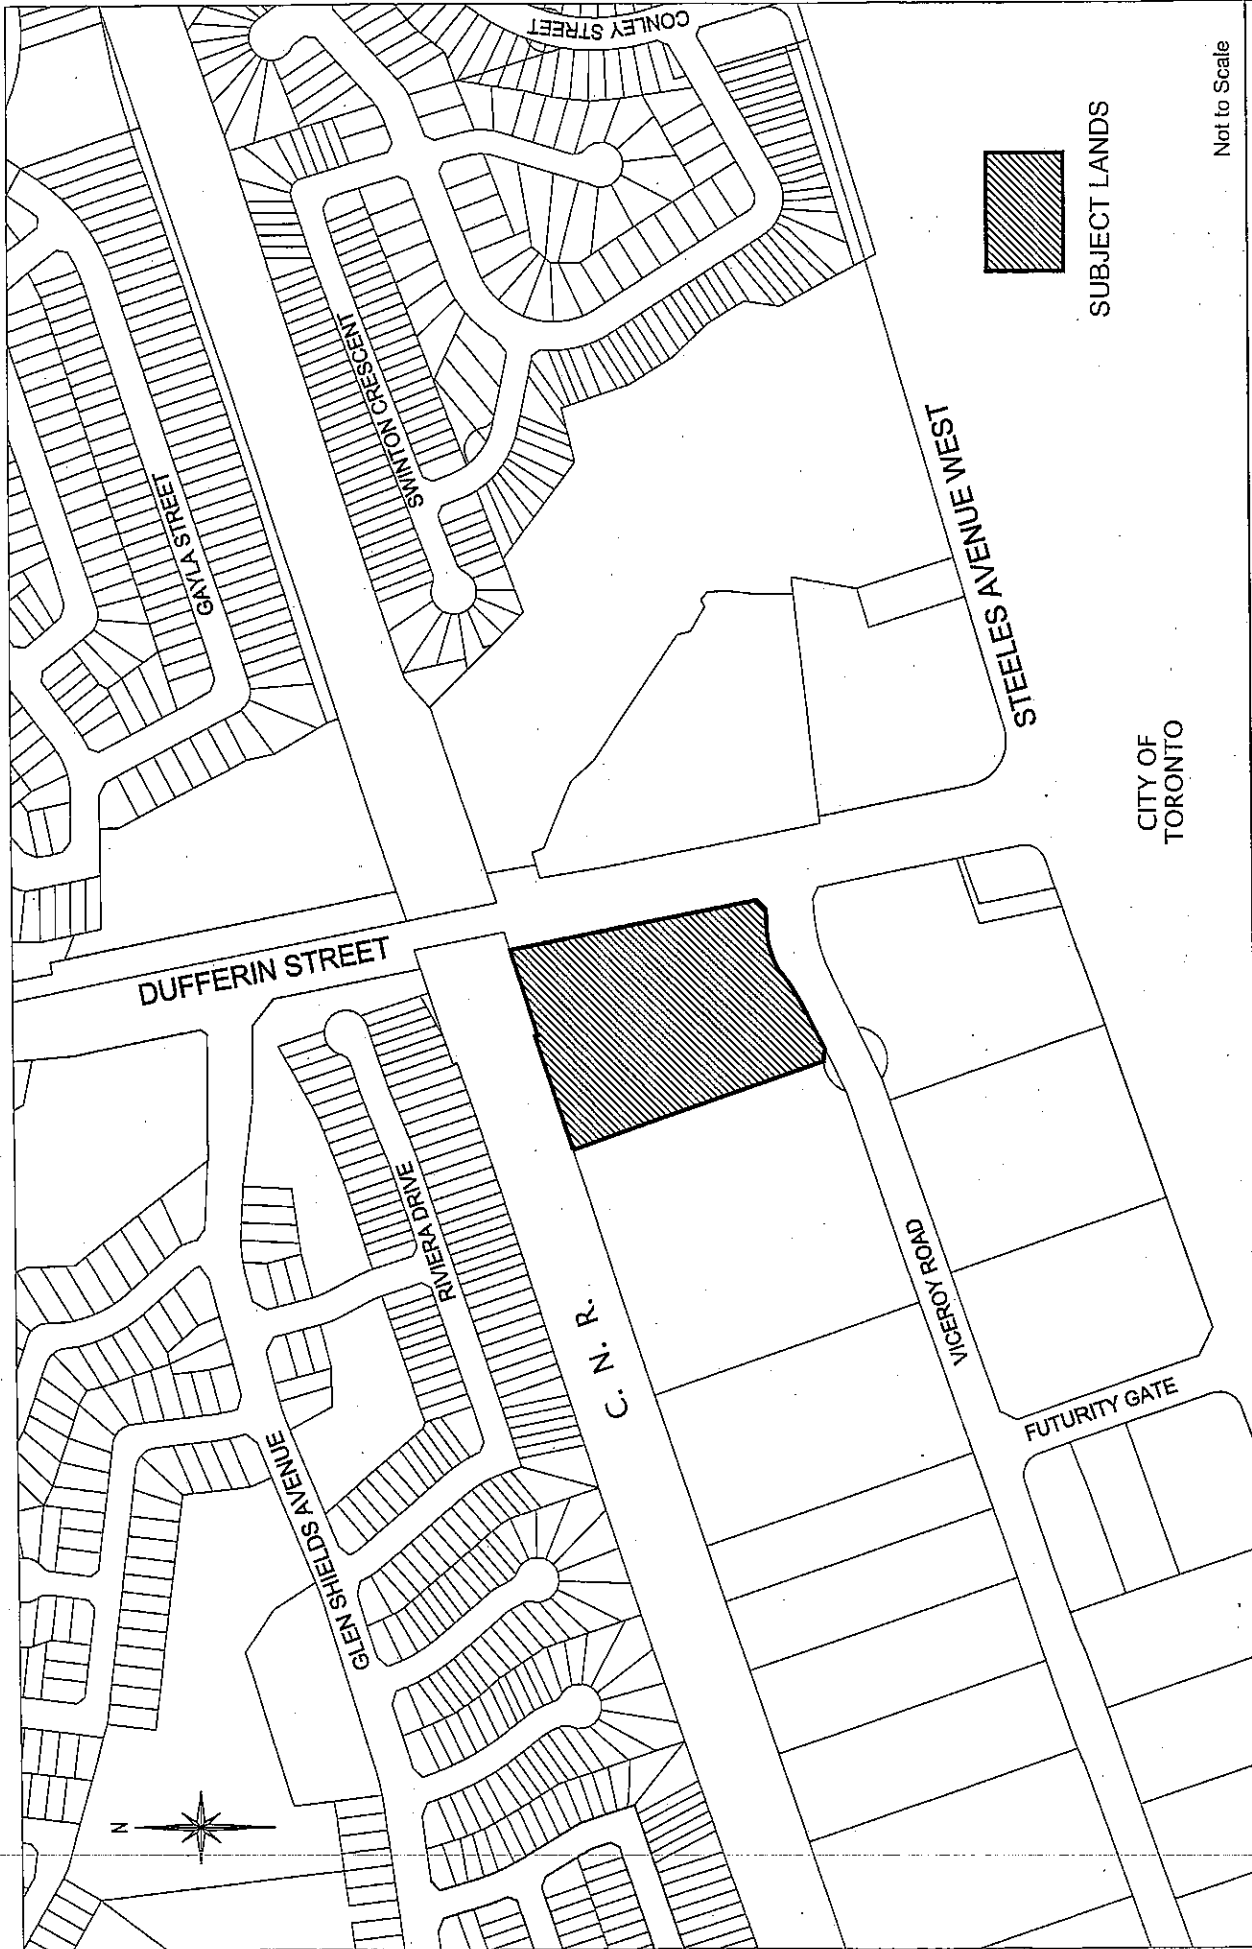 N
GLEN SHIELDS AVENUE
RIVIERA DRIVE
DUFFERIN STREET
GAYLA STREET
SWINTON CRESCENT
CONLEY STREET
C. N. R.
VICEROY ROAD
FUTURITY GATE
STEELES AVENUE WEST
CITY OF
TORONTO
SUBJECT LANDS
Not to Scale